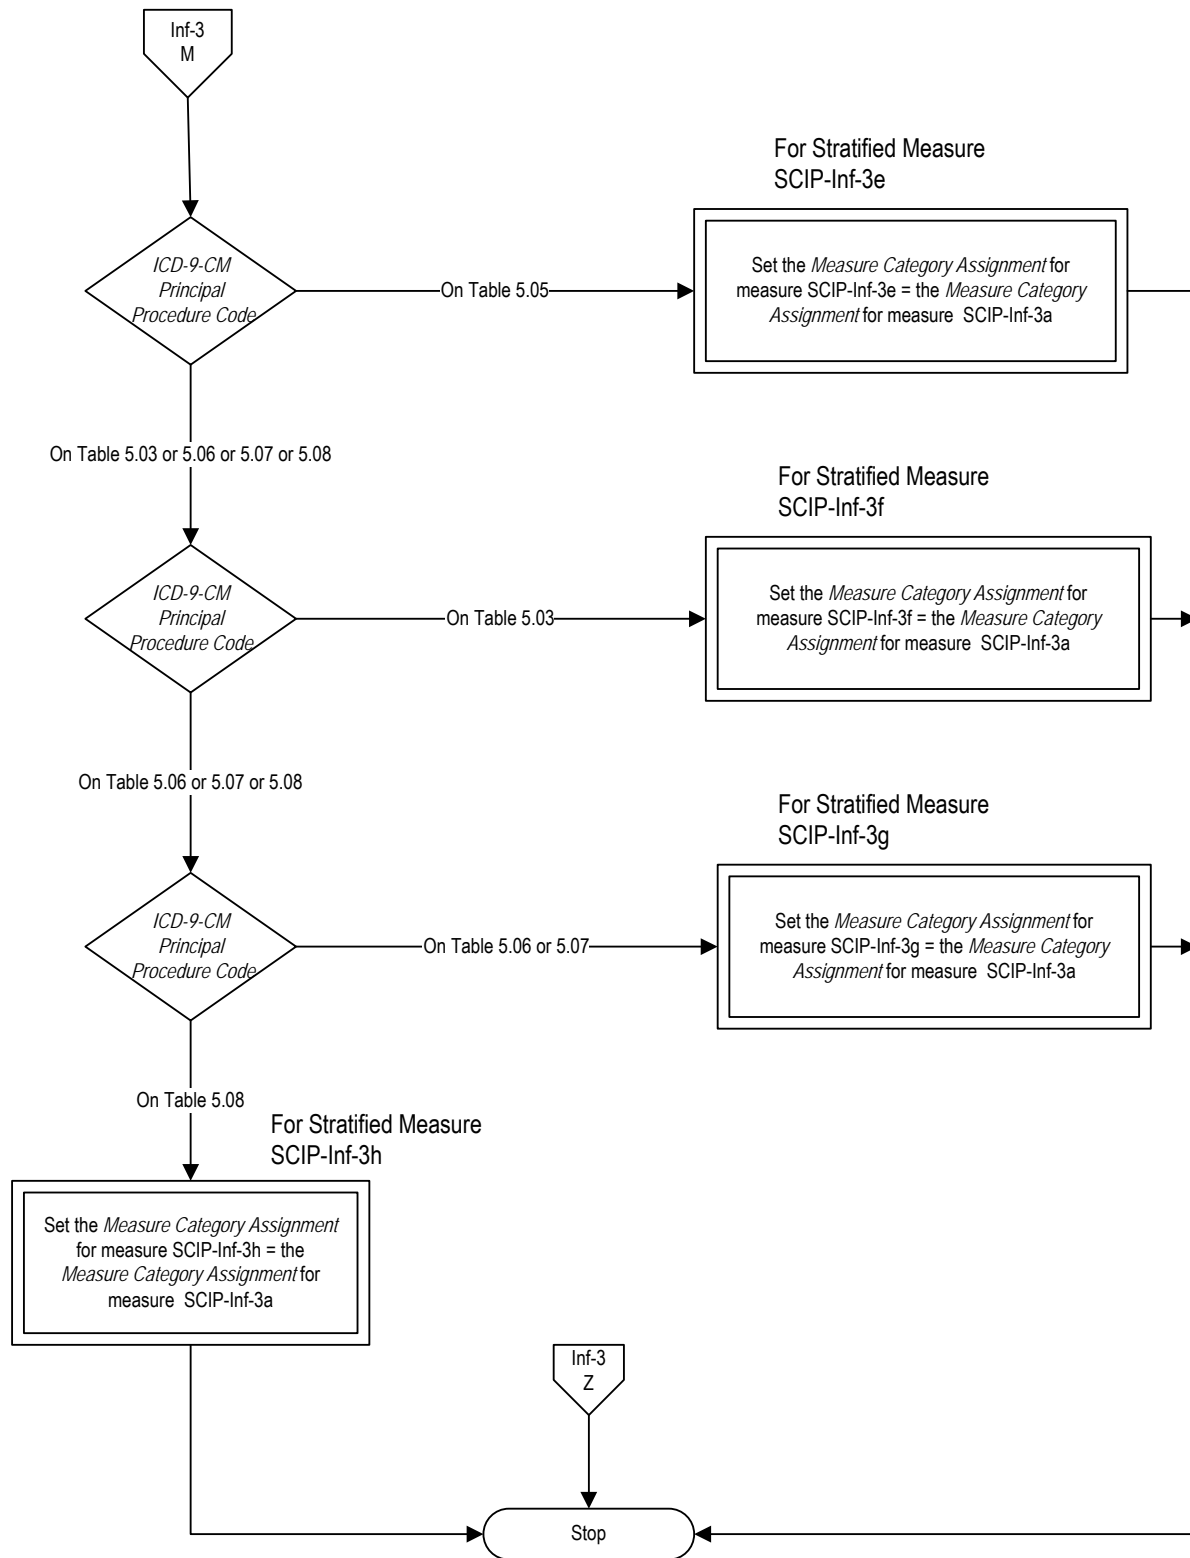 Inf-3
M
For Stratified Measure
SCIP-Inf-3e
ICD-9-CM
Principal
Procedure Code
On Table 5.05
Set the Measure Category Assignment for
measure SCIP-Inf-3e = the Measure Category
Assignment for measure SCIP-Inf-3a
On Table 5.03 or 5.06 or 5.07 or 5.08
For Stratified Measure
SCIP-Inf-3f
ICD-9-CM
Principal
Procedure Code
On Table 5.03
Set the Measure Category Assignment for
measure SCIP-Inf-3f = the Measure Category
Assignment for measure SCIP-Inf-3a
On Table 5.06 or 5.07 or 5.08
For Stratified Measure
SCIP-Inf-3g
ICD-9-CM
Principal
Procedure Code
On Table 5.06 or 5.07
Set the Measure Category Assignment for
measure SCIP-Inf-3g = the Measure Category
Assignment for measure SCIP-Inf-3a
On Table 5.08
For Stratified Measure
SCIP-Inf-3h
Set the Measure Category Assignment
for measure SCIP-Inf-3h = the
Measure Category Assignment for
measure SCIP-Inf-3a
Inf-3
Z
Stop